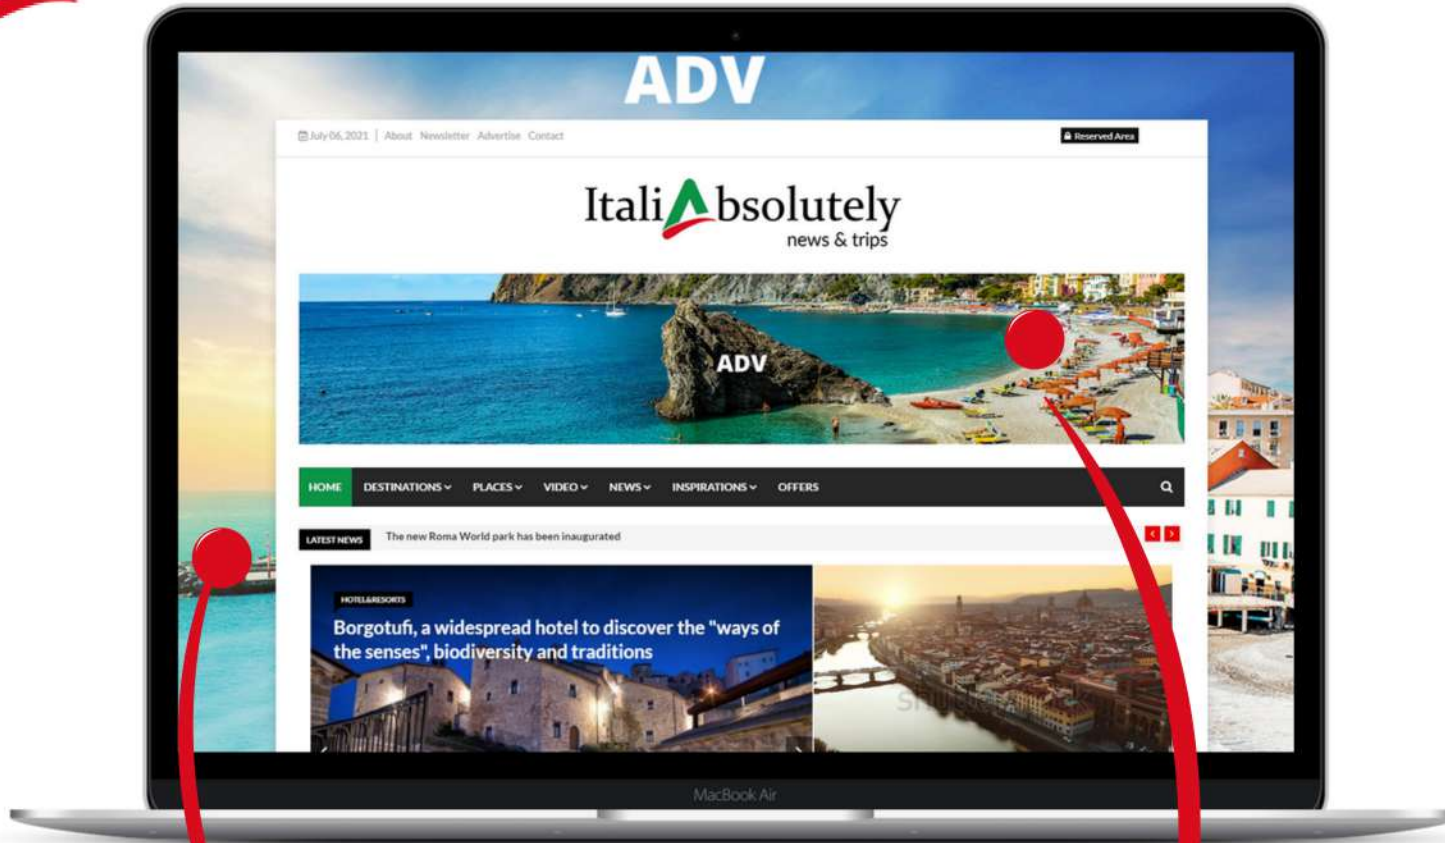 ADV
July 06, 2021 | About Newsletter Advertise Contact
Reserved Area
ItaliAbsolutely
news & trips
ADV
HOME DESTINATIONS PLACES VIDEO NEWS INSPIRATIONS OFFERS
LATEST NEWS The new Roma World park has been inaugurated
HOTEL&RESORTS
Borgotufi, a widespread hotel to discover the "ways of
the senses", biodiversity and traditions
MacBook Air